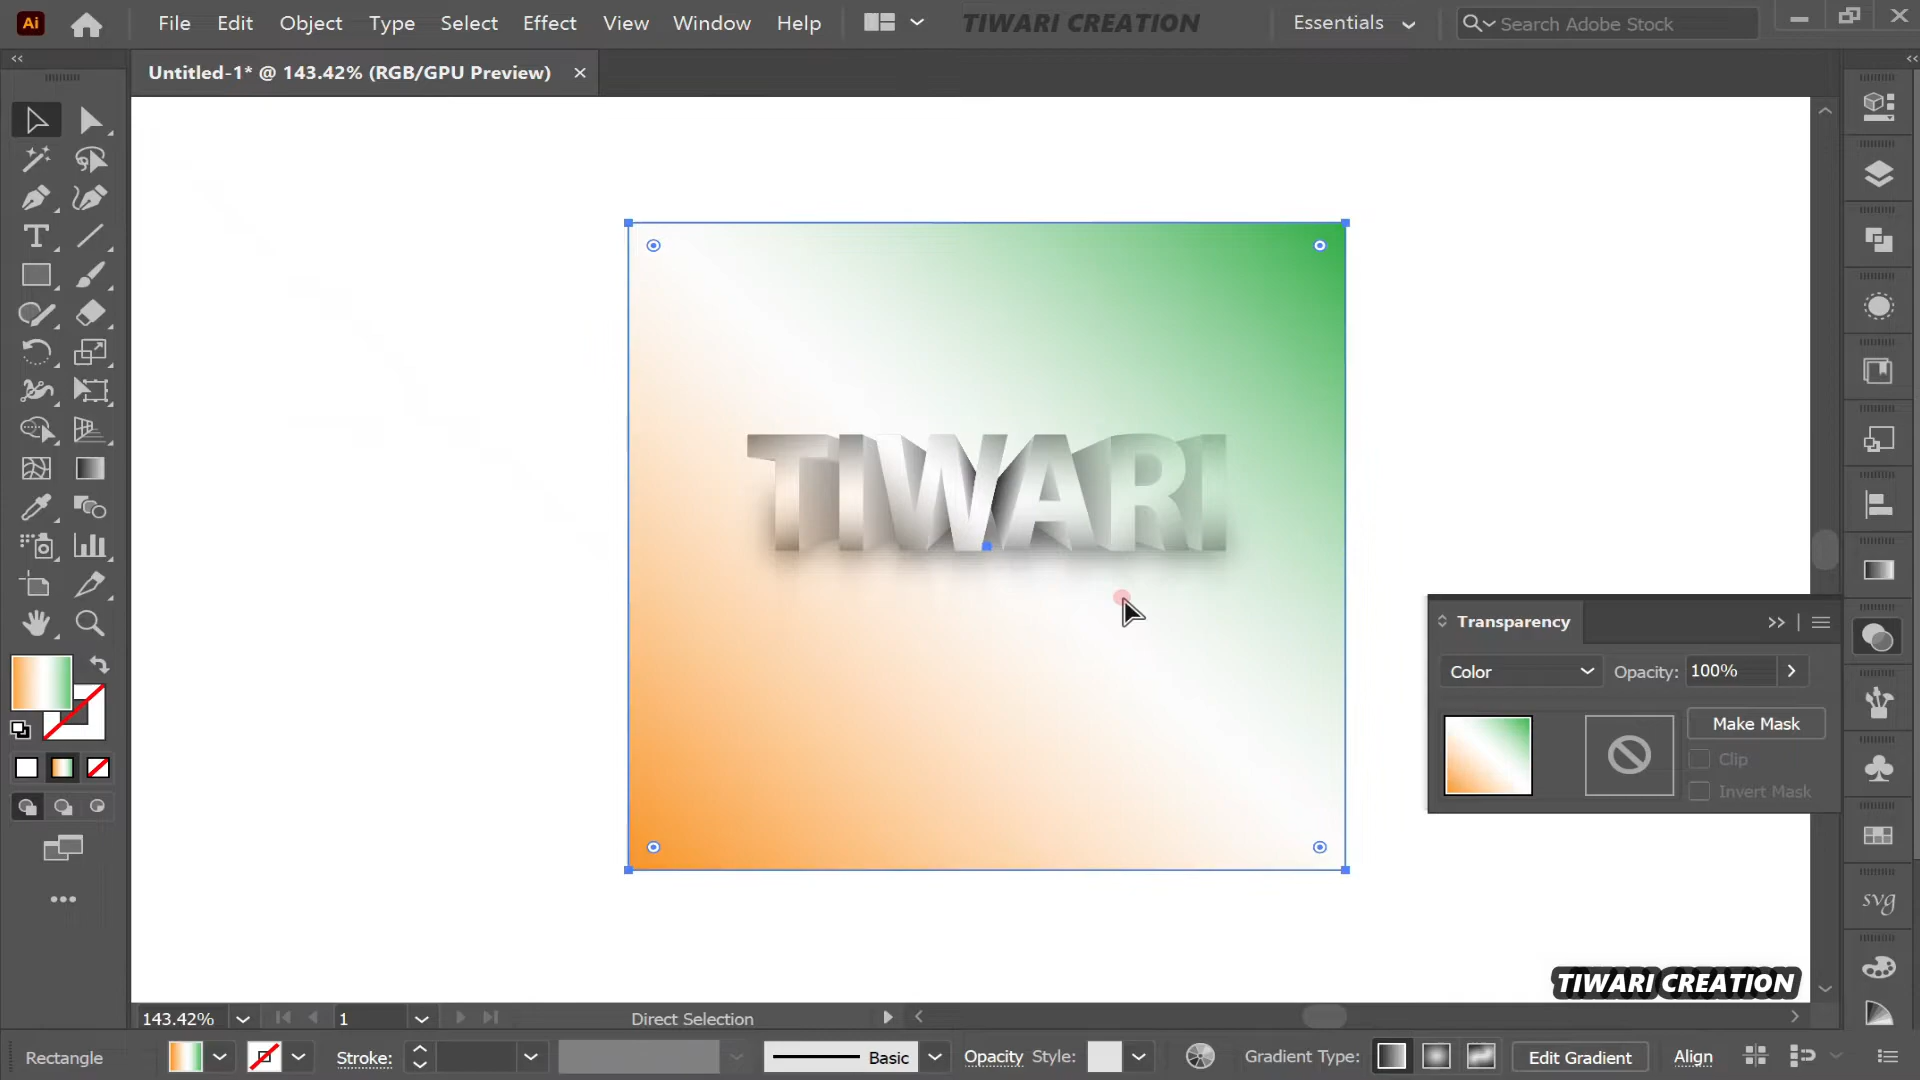 Ai File Edit Object Type Select Effect View Window Help TIWARI CREATION Essentials Search Adobe Stock
Untitled-1* @ 143.42% (RGB/GPU Preview)
TIWARI
Transparency
Color Opacity: 100%
Make Mask
Clip
Invert Mask
svg
TIWARI CREATION
143.42% 1 Direct Selection
Rectangle Stroke: Basic Opacity Style: Gradient Type: Edit Gradient Align